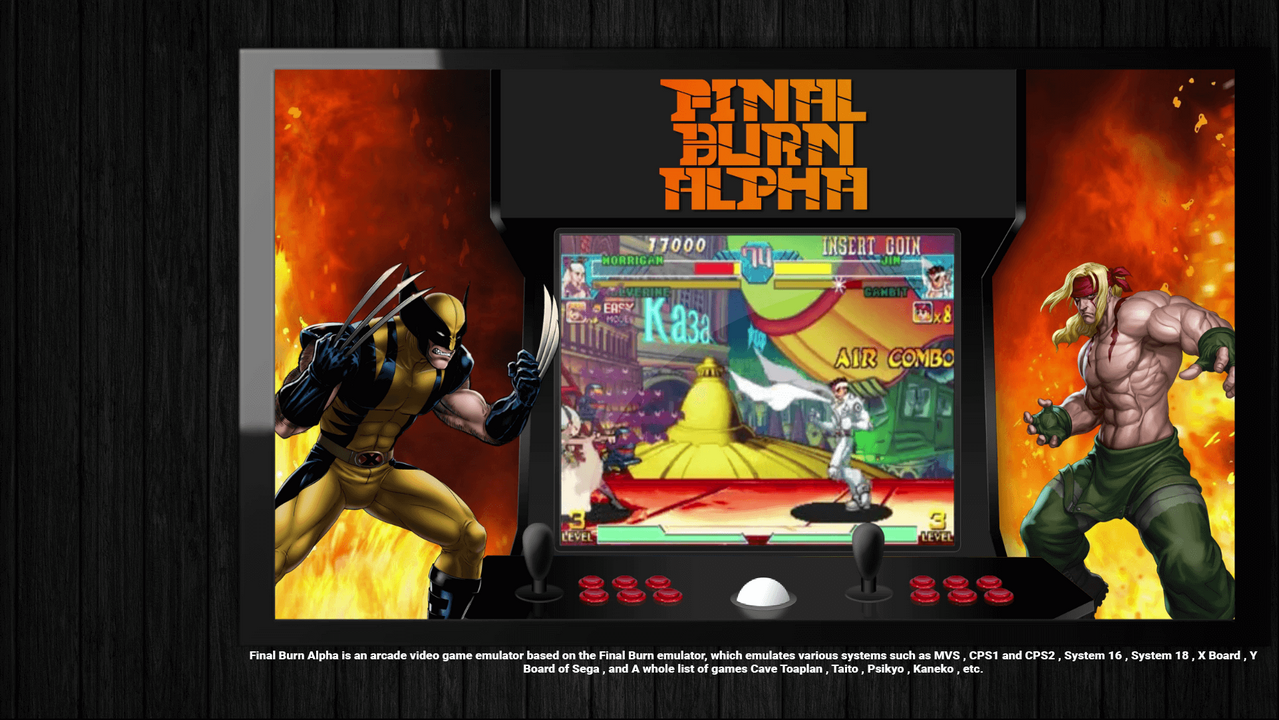 FINAL
BURN
ALPHA
17000
INSERT COIN
MORRIGAN
74
JIN
WOLVERINE
GAMBIT
EASY
MODE
x8
Каза
AIR COMBO
3
LEVEL
3
LEVEL
Final Burn Alpha is an arcade video game emulator based on the Final Burn emulator, which emulates various systems such as MVS , CPS1 and CPS2 , System 16 , System 18 , X Board , Y
Board of Sega , and A whole list of games Cave Toaplan , Taito , Psikyo , Kaneko , etc.